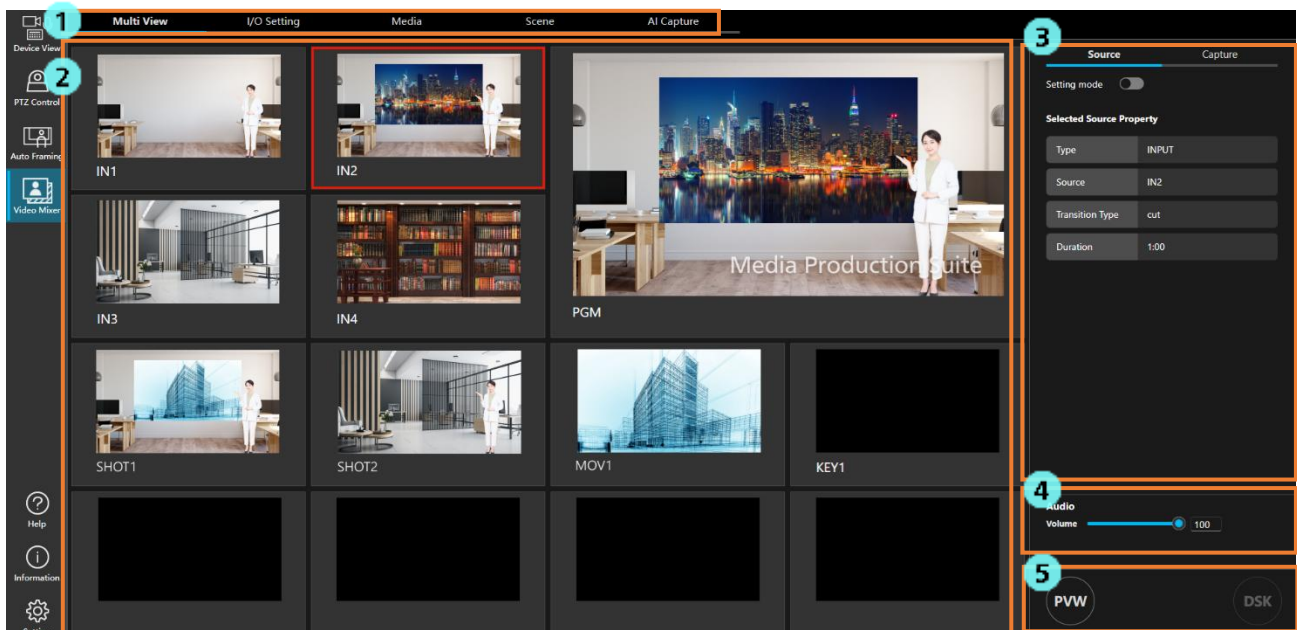 1
Multi View
I/O Setting
Media
Scene
AI Capture
Device View
2
PTZ Control
Auto Framing
Video Mixer
Help
Information
IN1
IN2
Media Production Suite
PGM
IN3
IN4
SHOT1
SHOT2
MOV1
KEY1
3
Source
Capture
Setting mode
Selected Source Property
Type INPUT
Source IN2
Transition Type cut
Duration 1:00
4
Audio
Volume 100
5
PVW
DSK